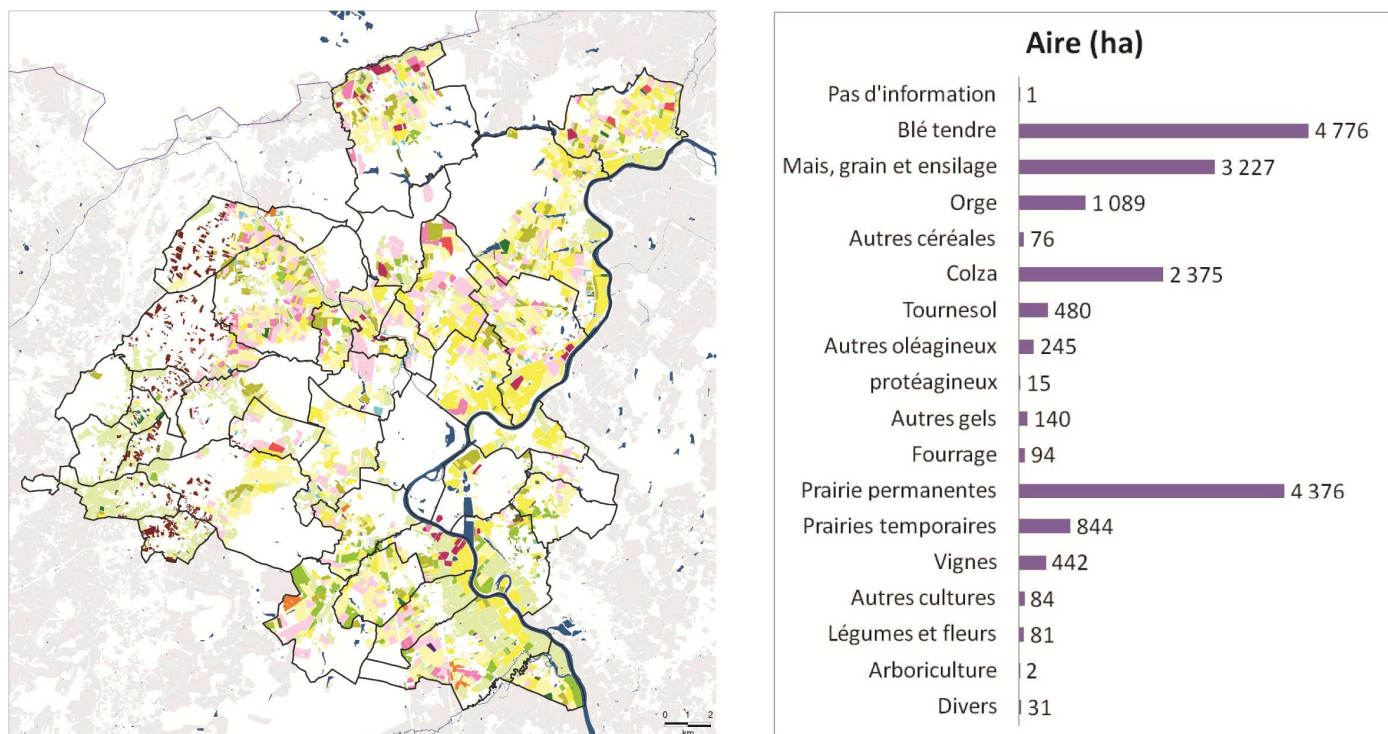 0 1 2
km
Aire (ha)
Pas d'information 1
Blé tendre 4 776
Mais, grain et ensilage 3 227
Orge 1 089
Autres céréales 76
Colza 2 375
Tournesol 480
Autres oléagineux 245
protéagineux 15
Autres gels 140
Fourrage 94
Prairie permanentes 4 376
Prairies temporaires 844
Vignes 442
Autres cultures 84
Légumes et fleurs 81
Arboriculture 2
Divers 31